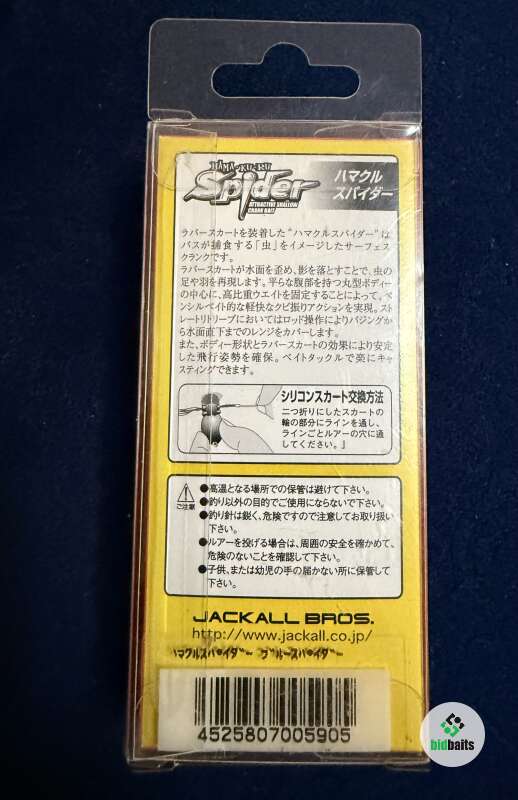 HAMA-KU-RU
Spider
ATTRACTIVE SHALLOW
CRANK BAIT
ハマクル
スパイダー
ラバースカートを装着した“ハマクルスパイダー”は
バスが捕食する「虫」をイメージしたサーフェス
クランクです。
ラバースカートが水面を歪め、影を落とすことで、虫の
足や羽を再現します。平らな腹部を持つ丸型ボディー
の中心に、高比重ウエイトを固定することによって、ペ
ンシルベイト的な軽快なクビ振りアクションを実現。スト
レートリトリーブにおいてはロッド操作によりバジングか
ら水面直下までのレンジをカバーします。
また、ボディー形状とラバースカートの効果により安定
した飛行姿勢を確保。ベイトタックルで楽にキャ
スティングできます。
シリコンスカート交換方法
二つ折りにしたスカートの
輪の部分にラインを通し、
ラインごとルアーの穴に通
してください。」
ご注意
●高温となる場所での保管は避けて下さい。
●釣り以外の目的でご使用にならないで下さい。
●釣り針は鋭く、危険ですので注意してお取り扱い
下さい。
●ルアーを投げる場合は、周囲の安全を確かめて、
危険のないことを確認して下さい。
●子供、または幼児の手の届かない所に保管して
下さい。
JACKALL BROS.
http://www.jackall.co.jp/
ハマクルスパイダー ブルースパイダー
4525807005905
bidbaits